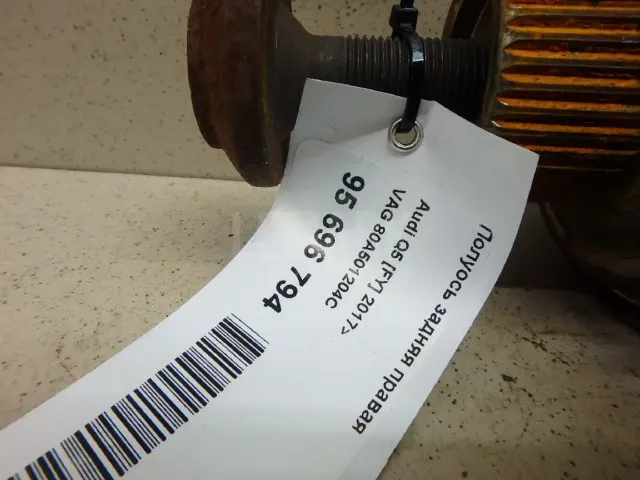 Полуось задняя правая
Audi Q5 [FY] 2017>
VAG 80A501204C
95 696 794